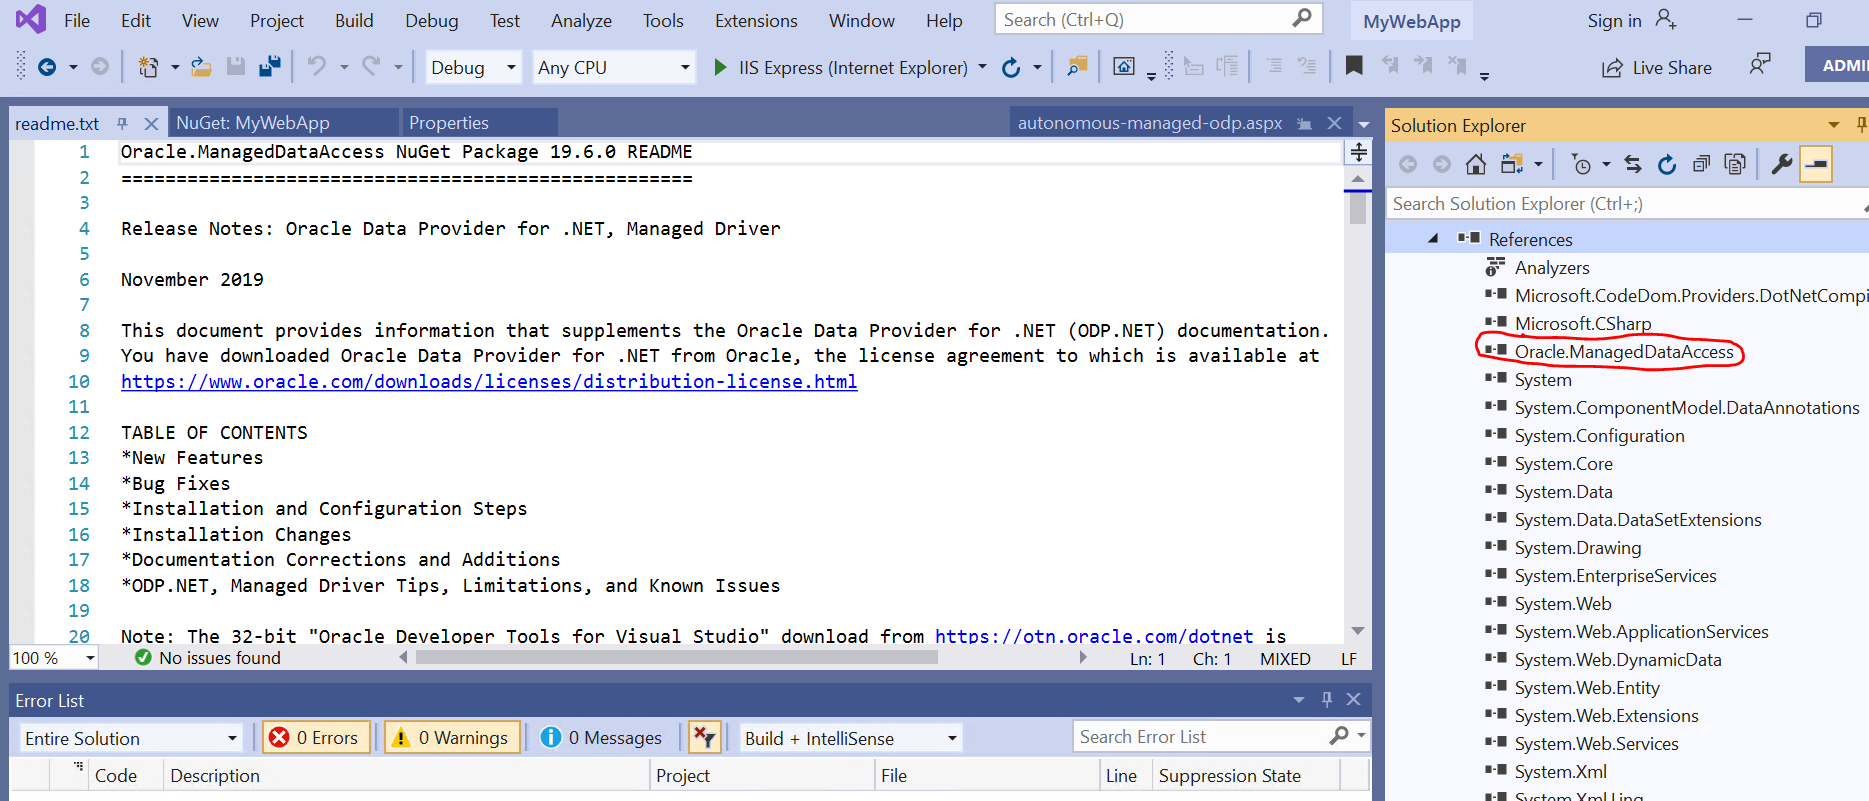 File Edit View Project Build Debug Test Analyze Tools Extensions Window Help Search (Ctrl+Q) MyWebApp Sign in
Debug Any CPU IIS Express (Internet Explorer) Live Share ADMI
readme.txt NuGet: MyWebApp Properties autonomous-managed-odp.aspx
1 Oracle.ManagedDataAccess NuGet Package 19.6.0 README
2 ====================================================
3
4 Release Notes: Oracle Data Provider for .NET, Managed Driver
5
6 November 2019
7
8 This document provides information that supplements the Oracle Data Provider for .NET (ODP.NET) documentation.
9 You have downloaded Oracle Data Provider for .NET from Oracle, the license agreement to which is available at
10 https://www.oracle.com/downloads/licenses/distribution-license.html
11
12 TABLE OF CONTENTS
13 *New Features
14 *Bug Fixes
15 *Installation and Configuration Steps
16 *Installation Changes
17 *Documentation Corrections and Additions
18 *ODP.NET, Managed Driver Tips, Limitations, and Known Issues
19
20 Note: The 32-bit "Oracle Developer Tools for Visual Studio" download from https://otn.oracle.com/dotnet is
100 % No issues found Ln: 1 Ch: 1 MIXED LF
Error List
Entire Solution 0 Errors 0 Warnings 0 Messages Build + IntelliSense Search Error List
Code Description Project File Line Suppression State
Solution Explorer
Search Solution Explorer (Ctrl+;)
References
Analyzers
Microsoft.CodeDom.Providers.DotNetCompi
Microsoft.CSharp
Oracle.ManagedDataAccess
System
System.ComponentModel.DataAnnotations
System.Configuration
System.Core
System.Data
System.Data.DataSetExtensions
System.Drawing
System.EnterpriseServices
System.Web
System.Web.ApplicationServices
System.Web.DynamicData
System.Web.Entity
System.Web.Extensions
System.Web.Services
System.Xml
System.Xml.Linq